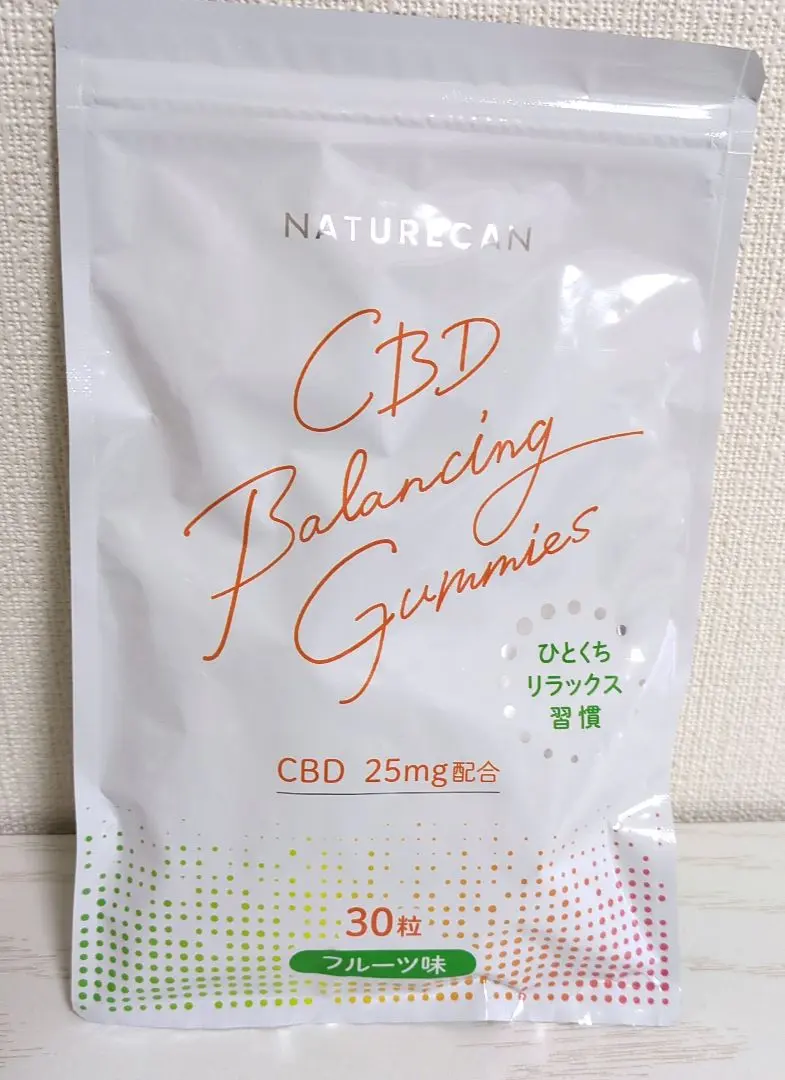 NATURECAN
CBD
Balancing
Gummies
ひとくち
リラックス
習慣
CBD 25mg配合
30粒
フルーツ味